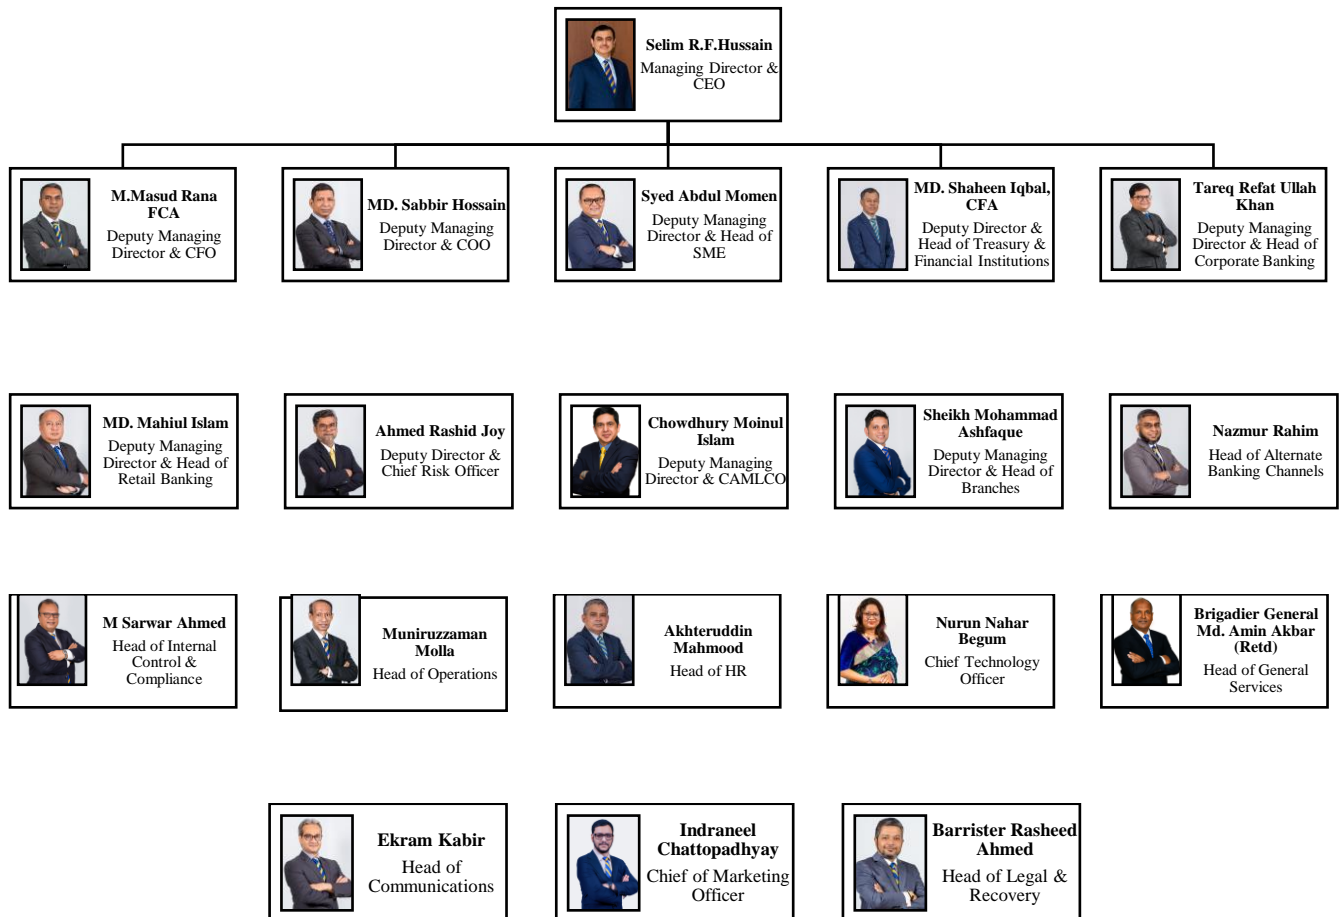 Selim R.F.Hussain
Managing Director &
CEO
M.Masud Rana
FCA
Deputy Managing
Director & CFO
MD. Sabbir Hossain
Deputy Managing
Director & COO
Syed Abdul Momen
Deputy Managing
Director & Head of
SME
MD. Shaheen Iqbal,
CFA
Deputy Director &
Head of Treasury &
Financial Institutions
Tareq Refat Ullah
Khan
Deputy Managing
Director & Head of
Corporate Banking
MD. Mahiul Islam
Deputy Managing
Director & Head of
Retail Banking
Ahmed Rashid Joy
Deputy Director &
Chief Risk Officer
Chowdhury Moinul
Islam
Deputy Managing
Director & CAMLCO
Sheikh Mohammad
Ashfaque
Deputy Managing
Director & Head of
Branches
Nazmur Rahim
Head of Alternate
Banking Channels
M Sarwar Ahmed
Head of Internal
Control &
Compliance
Muniruzzaman
Molla
Head of Operations
Akhteruddin
Mahmood
Head of HR
Nurun Nahar
Begum
Chief Technology
Officer
Brigadier General
Md. Amin Akbar
(Retd)
Head of General
Services
Ekram Kabir
Head of
Communications
Indraneel
Chattopadhyay
Chief of Marketing
Officer
Barrister Rasheed
Ahmed
Head of Legal &
Recovery